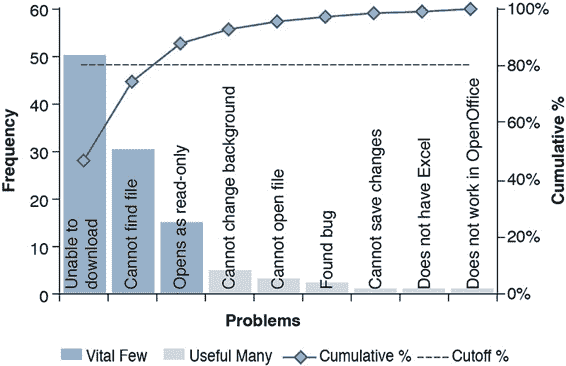 60
50
40
30
20
10
0
Frequency
100%
80%
60%
40%
20%
0%
Cumulative %
Unable to
download
Cannot find file
Opens as read-only
Cannot change background
Cannot open file
Found bug
Cannot save changes
Does not have Excel
Does not work in OpenOffice
Problems
Vital Few Useful Many Cumulative % Cutoff %